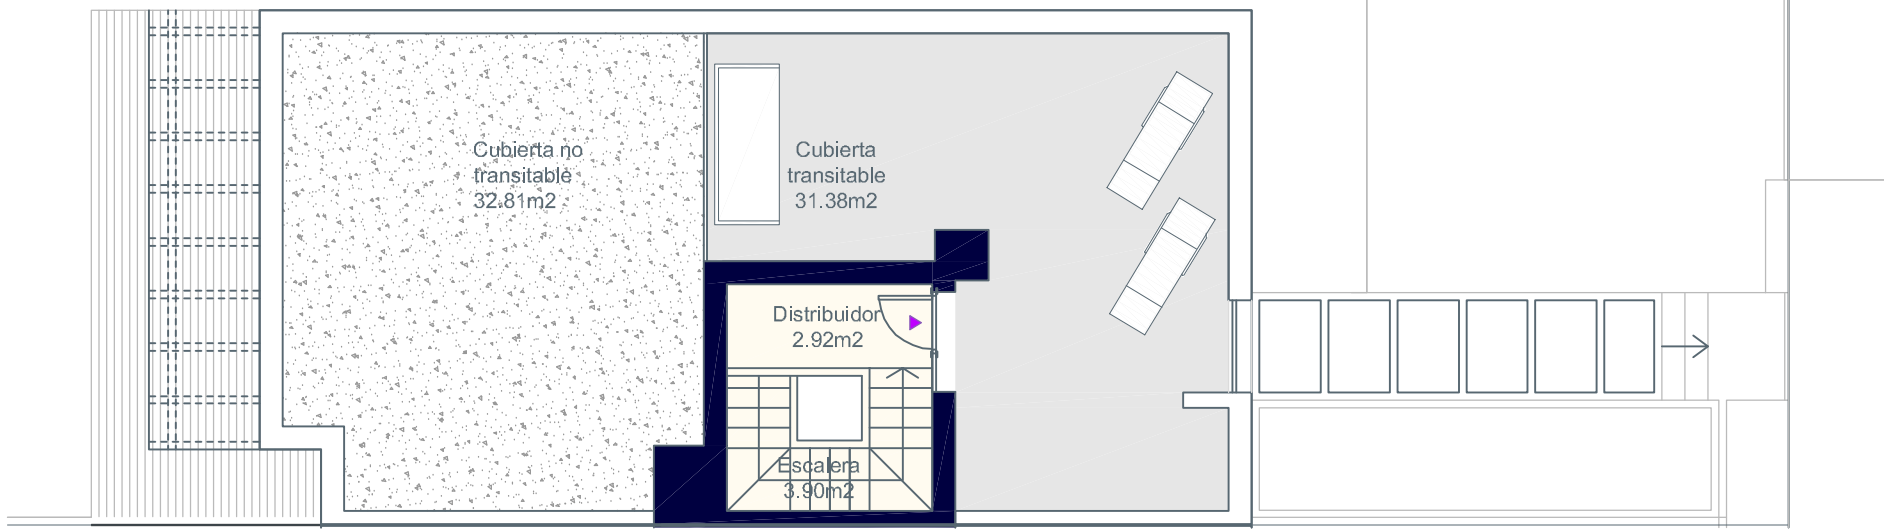 Cubierta no
transitable
32.81m2
Cubierta
transitable
31.38m2
Distribuidor
2.92m2
Escalera
3.90m2